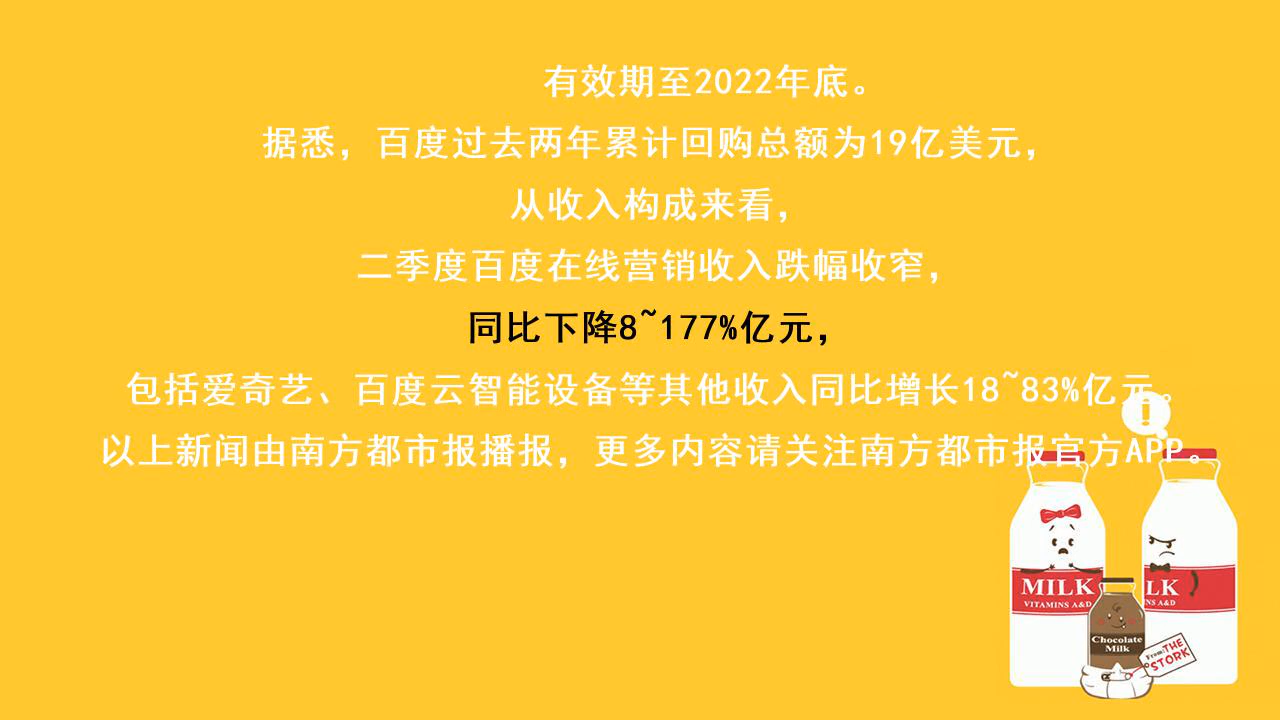 有效期至2022年底。
据悉，百度过去两年累计回购总额为19亿美元，
从收入构成来看，
二季度百度在线营销收入跌幅收窄，
同比下降8~177%亿元，
包括爱奇艺、百度云智能设备等其他收入同比增长18~83%亿元。
以上新闻由南方都市报播报，更多内容请关注南方都市报官方APP。
!
MILK
VITAMINS A&D
LK
NS A&D
Chocolate
Milk
From:THE
STORK